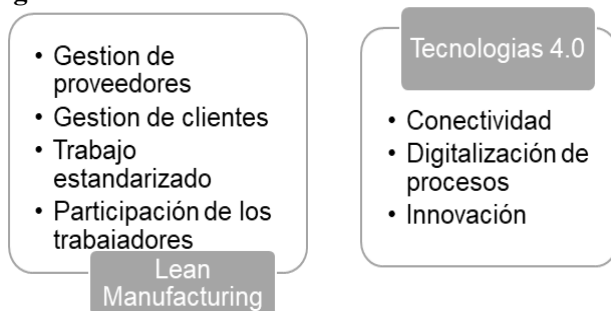 • Gestion de
proveedores
• Gestion de clientes
• Trabajo
estandarizado
• Participación de los
trabajadores
Lean
Manufacturing
Tecnologias 4.0
• Conectividad
• Digitalización de
procesos
• Innovación